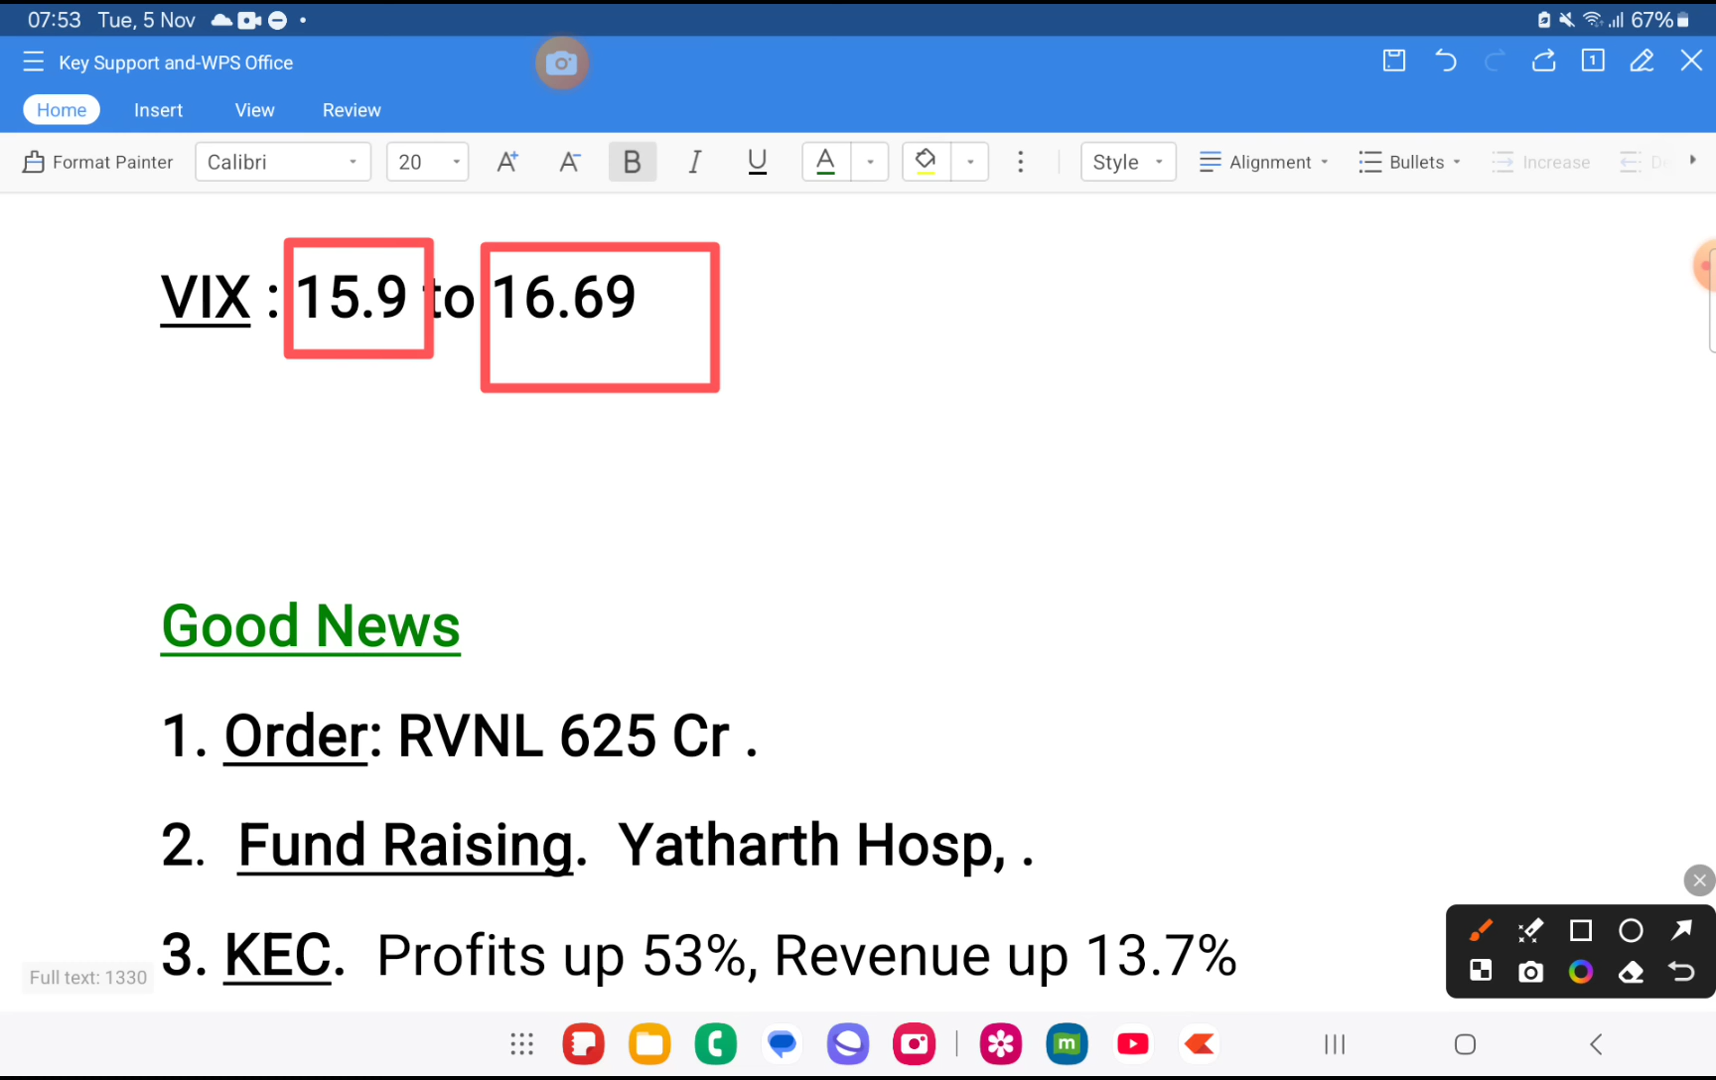 07:53 Tue, 5 Nov 67%
Key Support and-WPS Office
1
Home Insert View Review
Format Painter Calibri 20 A+ A- B I U A Style Alignment Bullets Increase De
VIX : 15.9 to 16.69
Good News
1. Order: RVNL 625 Cr .
2. Fund Raising. Yatharth Hosp, .
3. KEC. Profits up 53%, Revenue up 13.7%
Full text: 1330
m